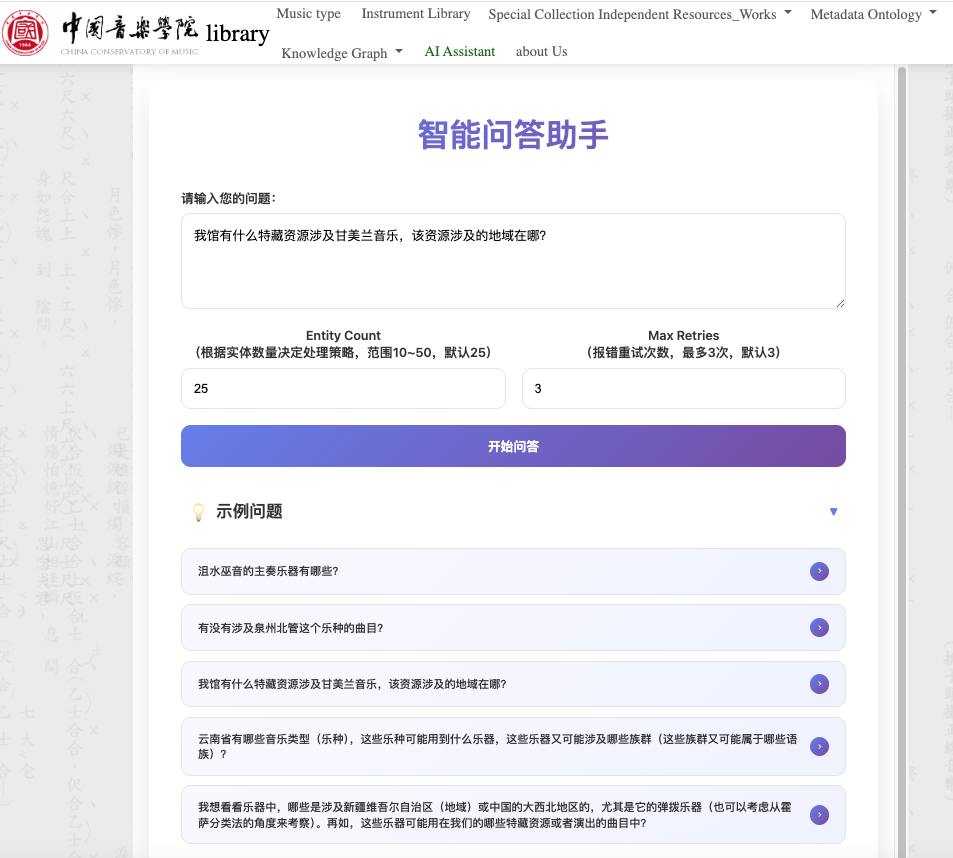 中国音乐学院 library
CHINA CONSERVATORY OF MUSIC
Music type Instrument Library Special Collection Independent Resources_Works Metadata Ontology
Knowledge Graph AI Assistant about Us
智能问答助手
请输入您的问题:
我馆有什么特藏资源涉及甘美兰音乐，该资源涉及的地域在哪?
Entity Count
（根据实体数量决定处理策略，范围10~50，默认25）
Max Retries
（报错重试次数，最多3次，默认3）
25
3
开始问答
💡 示例问题
沮水巫音的主奏乐器有哪些?
有没有涉及泉州北管这个乐种的曲目?
我馆有什么特藏资源涉及甘美兰音乐，该资源涉及的地域在哪?
云南省有哪些音乐类型（乐种），这些乐种可能用到什么乐器，这些乐器又可能涉及哪些族群（这些族群又可能属于哪些语
族）?
我想看看乐器中，哪些是涉及新疆维吾尔自治区（地域）或中国的大西北地区的，尤其是它的弹拨乐器（也可以考虑从霍
萨分类法的角度来考察）。再如，这些乐器可能用在我们的哪些特藏资源或者演出的曲目中?